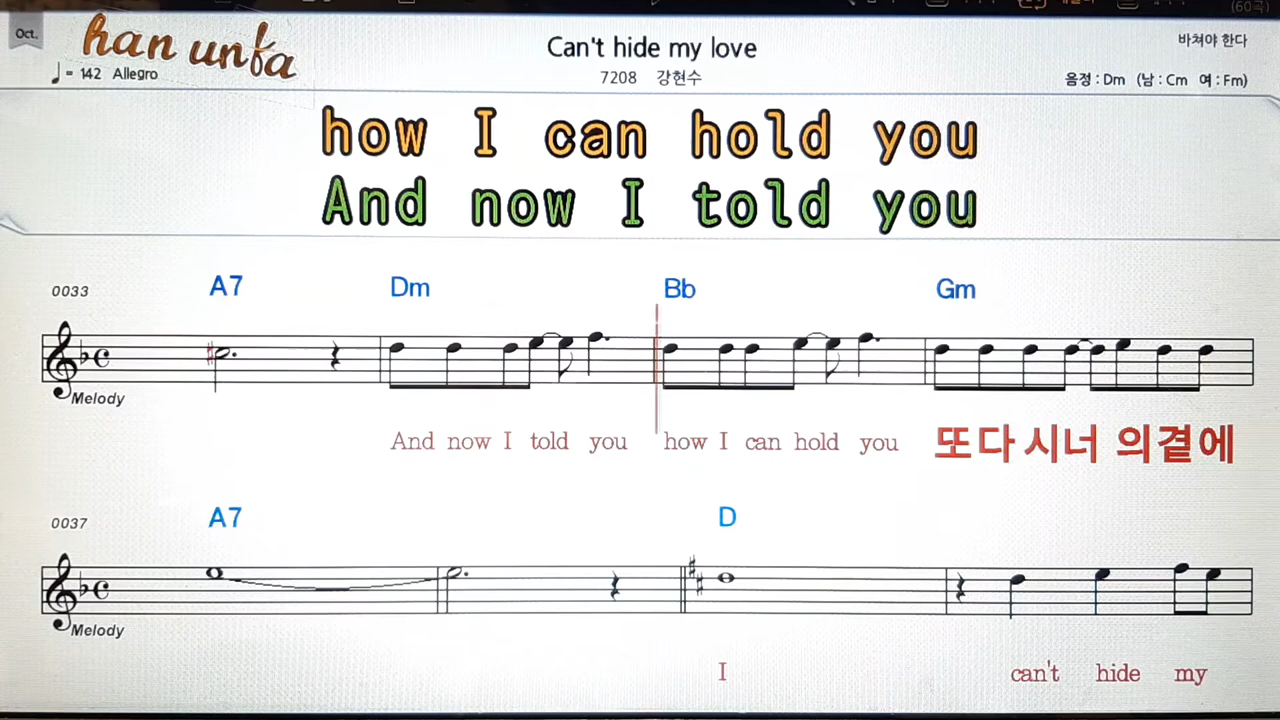 (60곡)
Oct.
han unfa
Can't hide my love
바쳐야 한다
= 142 Allegro
7208 강현수
음정 : Dm (남 : Cm 여 : Fm)
how I can hold you
And now I told you
0033
A7 Dm Bb Gm
Melody
And now I told you how I can hold you 또다시너의곁에
0037
A7 D
Melody
I can't hide my